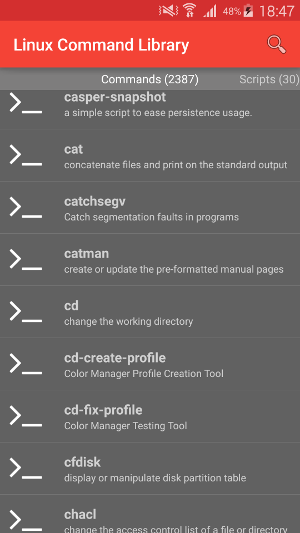 48% 18:47
Linux Command Library
Commands (2387) Scripts (30)
casper-snapshot
a simple script to ease persistence usage.
cat
concatenate files and print on the standard output
catchsegv
Catch segmentation faults in programs
catman
create or update the pre-formatted manual pages
cd
change the working directory
cd-create-profile
Color Manager Profile Creation Tool
cd-fix-profile
Color Manager Testing Tool
cfdisk
display or manipulate disk partition table
chacl
change the access control list of a file or directory